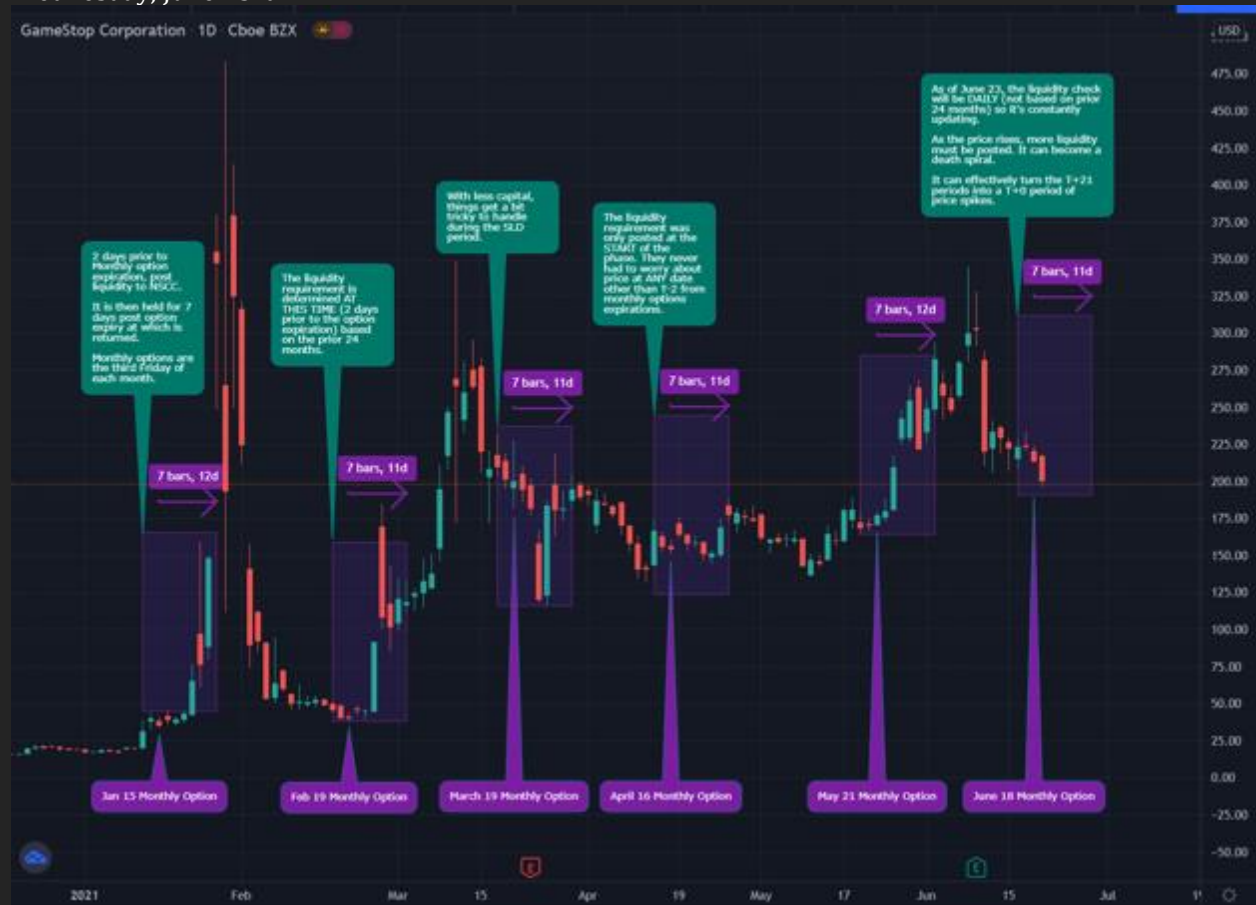 GameStop Corporation 1D Cboe BZX
USD
475.00
450.00
425.00
400.00
375.00
350.00
325.00
300.00
275.00
250.00
225.00
200.00
175.00
150.00
125.00
100.00
75.00
50.00
25.00
0.00
-25.00
-50.00
2 days prior to
Monthly option
expiration, post
liquidity to NSCC.
It is then held for 7
days post option
expiry at which is
returned.
Monthly options are
the third Friday of
each month.
7 bars, 12d
The liquidity
requirement is
determined AT
THIS TIME (2 days
prior to the option
expiration) based
on the prior 24
months.
7 bars, 11d
With less capital,
things get a bit
tricky to handle
during the SLD
period.
7 bars, 11d
The liquidity
requirement was
only posted at the
START of the
phase. They never
had to worry about
price at ANY date
other than T-2 from
monthly options
expirations.
7 bars, 11d
7 bars, 12d
As of June 23, the liquidity check
will be DAILY (not based on prior
24 months) so it's constantly
updating.
As the price rises, more liquidity
must be posted. It can become a
death spiral.
It can effectively turn the T+21
periods into a T+0 period of
price spikes.
7 bars, 11d
Jan 15 Monthly Option
Feb 19 Monthly Option
March 19 Monthly Option
April 16 Monthly Option
May 21 Monthly Option
June 18 Monthly Option
E
E
2021
Feb
Mar
15
Apr
19
May
17
Jun
15
Jul